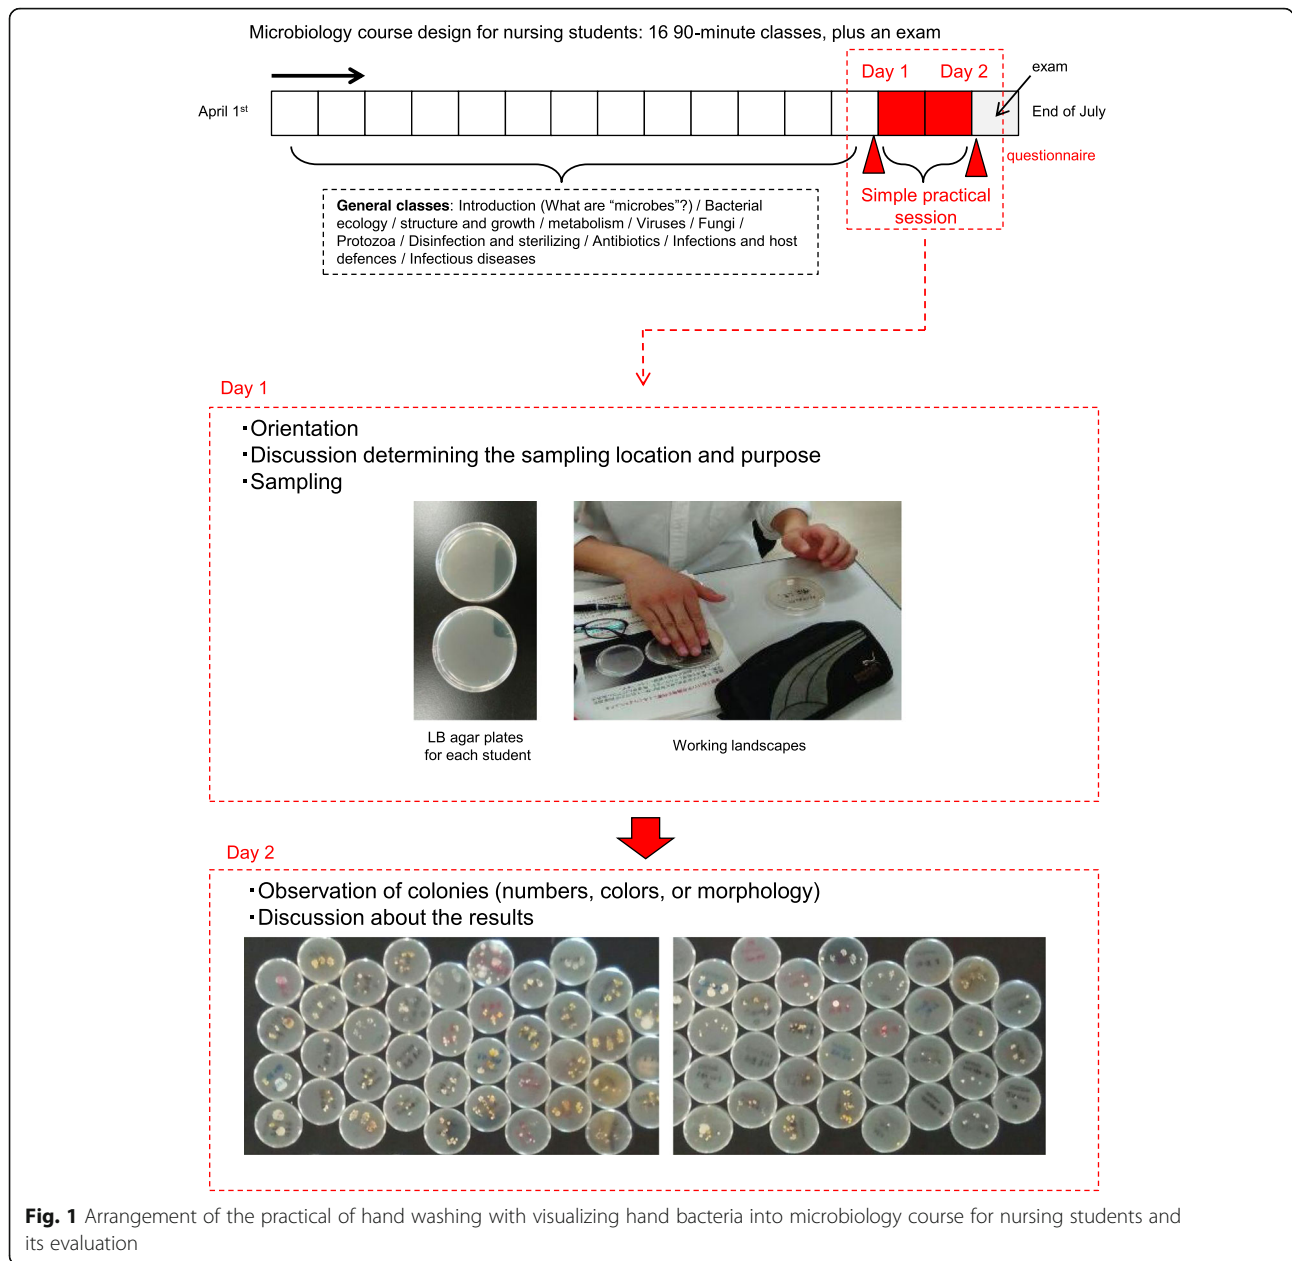 Microbiology course design for nursing students: 16 90-minute classes, plus an exam
Day 1
Day 2
exam
April 1st
End of July
questionnaire
Simple practical
session
General classes: Introduction (What are “microbes”?) / Bacterial
ecology / structure and growth / metabolism / Viruses / Fungi /
Protozoa / Disinfection and sterilizing / Antibiotics / Infections and host
defences / Infectious diseases
Day 1
・Orientation
・Discussion determining the sampling location and purpose
・Sampling
LB agar plates
for each student
Working landscapes
Day 2
・Observation of colonies (numbers, colors, or morphology)
・Discussion about the results
Fig. 1 Arrangement of the practical of hand washing with visualizing hand bacteria into microbiology course for nursing students and
its evaluation